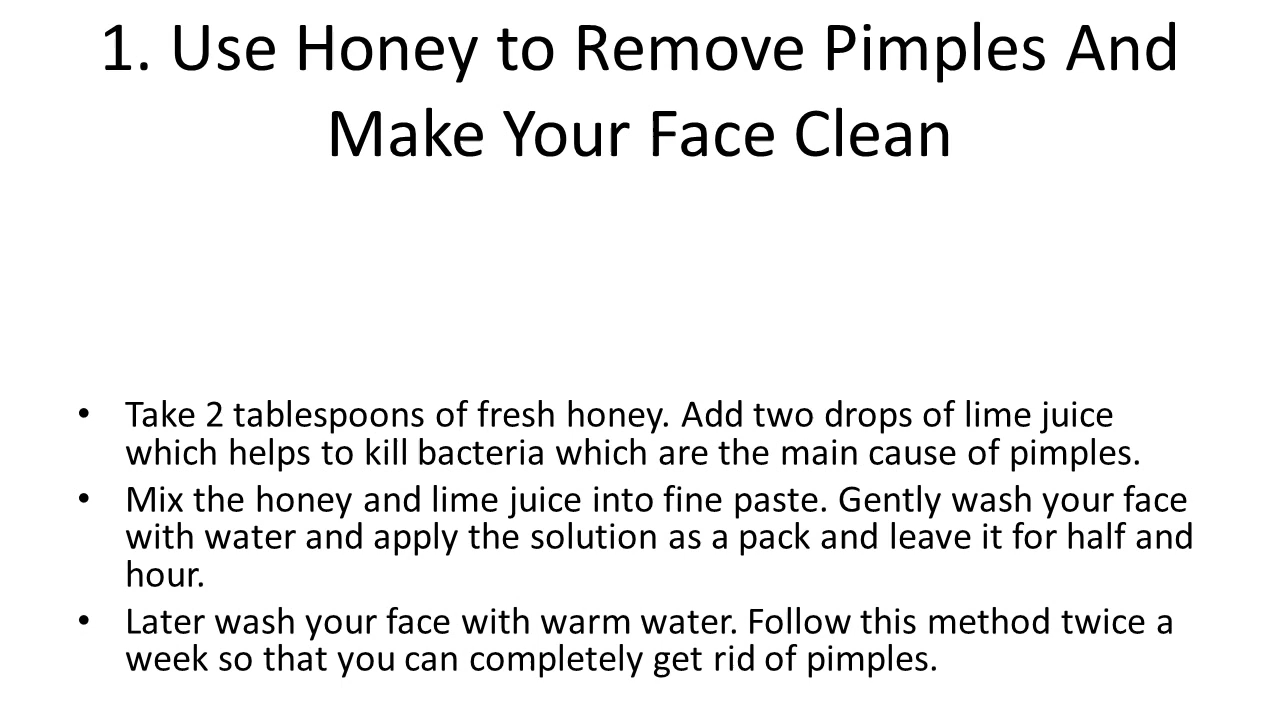 1. Use Honey to Remove Pimples And
Make Your Face Clean
• Take 2 tablespoons of fresh honey. Add two drops of lime juice
which helps to kill bacteria which are the main cause of pimples.
• Mix the honey and lime juice into fine paste. Gently wash your face
with water and apply the solution as a pack and leave it for half and
hour.
• Later wash your face with warm water. Follow this method twice a
week so that you can completely get rid of pimples.